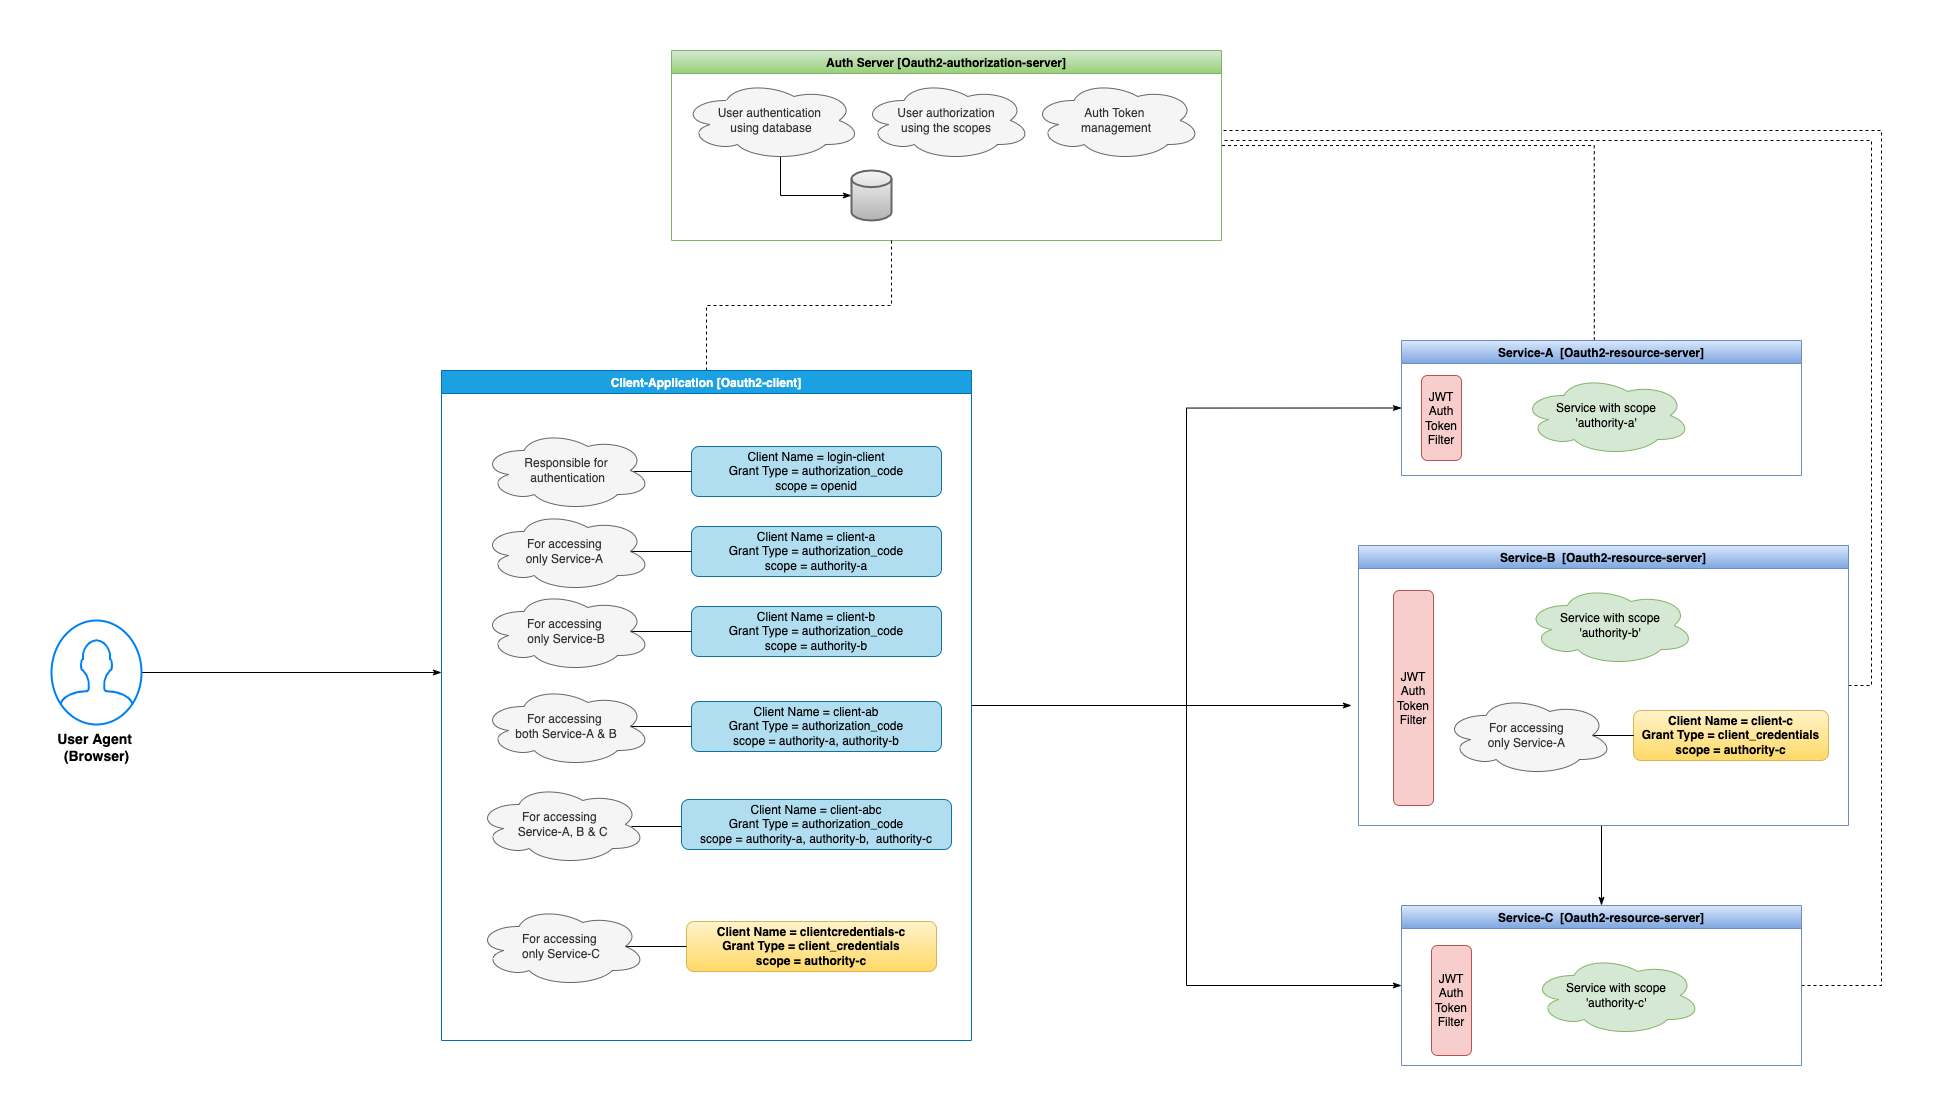 Auth Server [Oauth2-authorization-server]
User authentication
using database
User authorization
using the scopes
Auth Token
management
Client-Application [Oauth2-client]
Responsible for
authentication
Client Name = login-client
Grant Type = authorization_code
scope = openid
For accessing
only Service-A
Client Name = client-a
Grant Type = authorization_code
scope = authority-a
For accessing
only Service-B
Client Name = client-b
Grant Type = authorization_code
scope = authority-b
For accessing
both Service-A & B
Client Name = client-ab
Grant Type = authorization_code
scope = authority-a, authority-b
For accessing
Service-A, B & C
Client Name = client-abc
Grant Type = authorization_code
scope = authority-a, authority-b, authority-c
For accessing
only Service-C
Client Name = clientcredentials-c
Grant Type = client_credentials
scope = authority-c
User Agent
(Browser)
Service-A [Oauth2-resource-server]
JWT
Auth
Token
Filter
Service with scope
'authority-a'
Service-B [Oauth2-resource-server]
JWT
Auth
Token
Filter
Service with scope
'authority-b'
For accessing
only Service-A
Client Name = client-c
Grant Type = client_credentials
scope = authority-c
Service-C [Oauth2-resource-server]
JWT
Auth
Token
Filter
Service with scope
'authority-c'